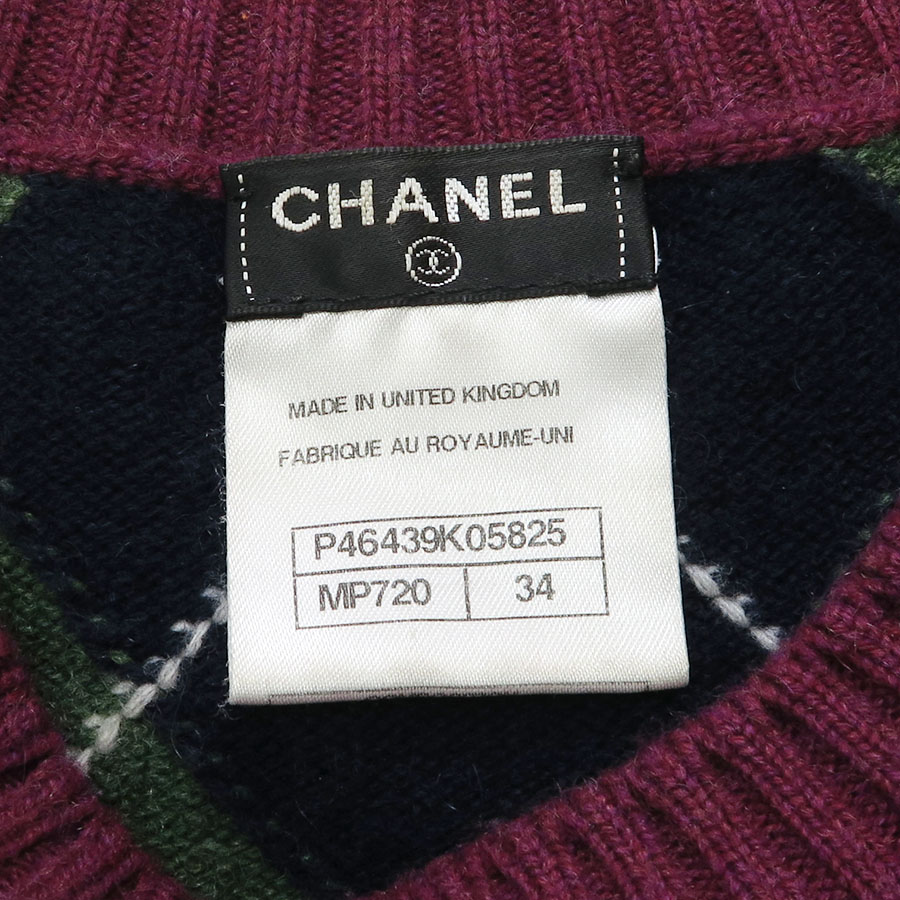 CHANEL
MADE IN UNITED KINGDOM
FABRIQUE AU ROYAUME-UNI
P46439K05825
MP720 34